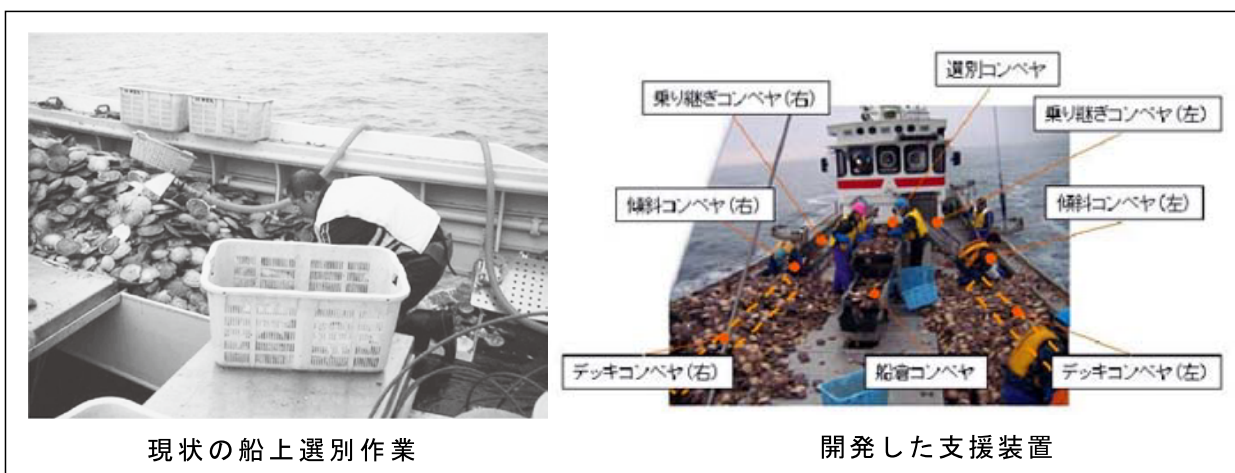 選別コンベヤ
乗り継ぎコンベヤ(右)
乗り継ぎコンベヤ(左)
傾斜コンベヤ(右)
傾斜コンベヤ(左)
デッキコンベヤ(右)
船倉コンベヤ
デッキコンベヤ(左)
現状の船上選別作業
開発した支援装置